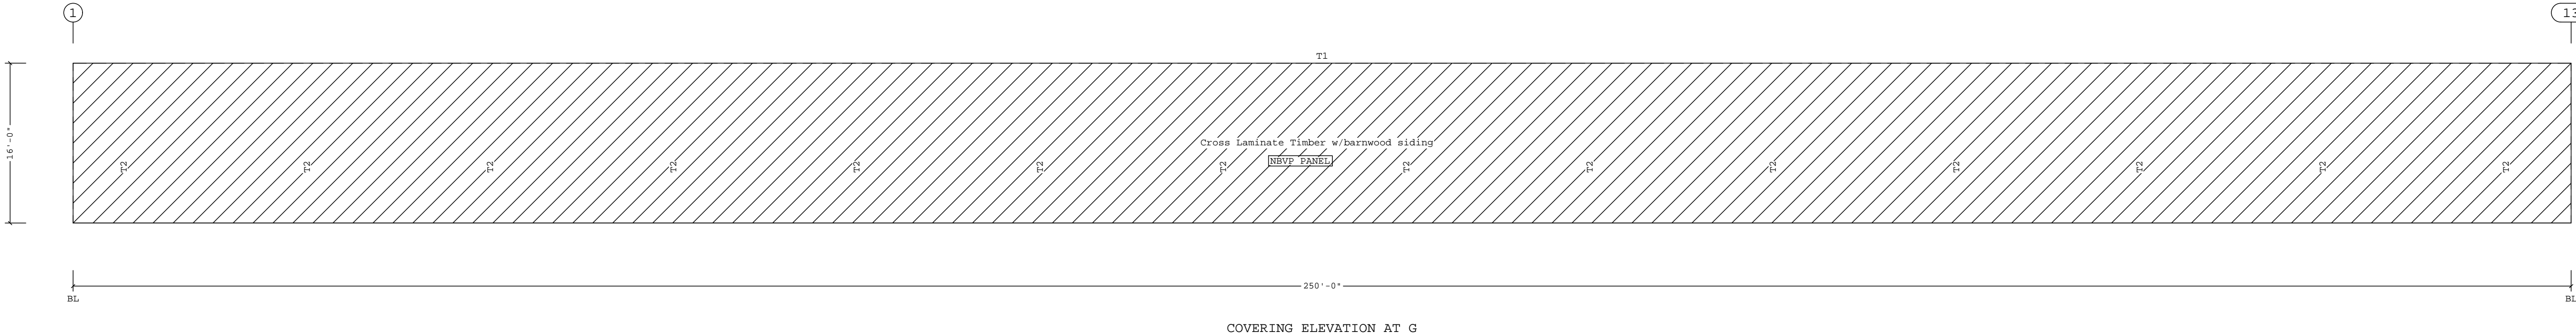 1
13
T1
16'-0"
Cross Laminate Timber w/barnwood siding
NBVP PANEL
T2
T2
T2
T2
T2
T2
T2
T2
T2
T2
T2
T2
T2
T2
250'-0"
BL
BL
COVERING ELEVATION AT G